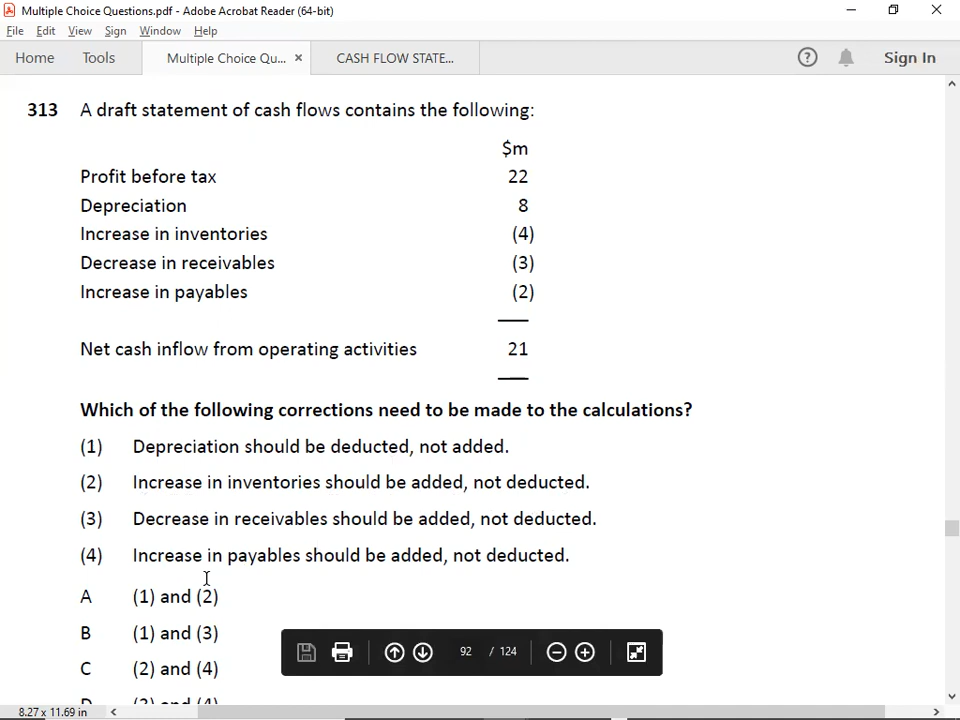 Multiple Choice Questions.pdf - Adobe Acrobat Reader (64-bit)
File Edit View Sign Window Help
Home Tools Multiple Choice Qu... × CASH FLOW STATE... Sign In
313 A draft statement of cash flows contains the following:
$m
Profit before tax 22
Depreciation 8
Increase in inventories (4)
Decrease in receivables (3)
Increase in payables (2)
Net cash inflow from operating activities 21
Which of the following corrections need to be made to the calculations?
(1) Depreciation should be deducted, not added.
(2) Increase in inventories should be added, not deducted.
(3) Decrease in receivables should be added, not deducted.
(4) Increase in payables should be added, not deducted.
A (1) and (2)
B (1) and (3)
C (2) and (4)
D (3) and (4)
92 / 124
8.27 x 11.69 in